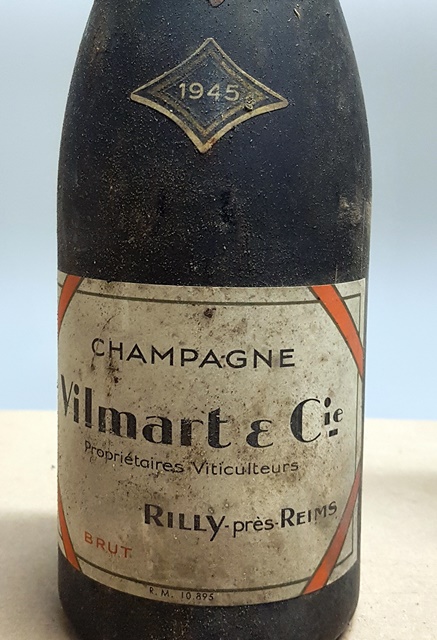 1945
CHAMPAGNE
Vilmart & Cie
Propriétaires Viticulteurs
RILLY-près-REIMS
BRUT
R. M. 10.895